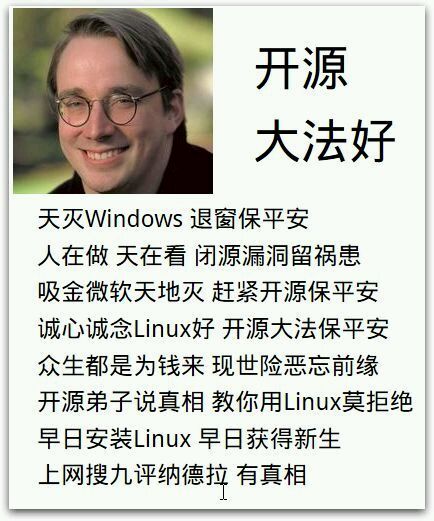 开源
大法好
天灭Windows 退窗保平安
人在做 天在看 闭源漏洞留祸患
吸金微软天地灭 赶紧开源保平安
诚心诚念Linux好 开源大法保平安
众生都是为钱来 现世险恶忘前缘
开源弟子说真相 教你用Linux莫拒绝
早日安装Linux 早日获得新生
上网搜九评纳德拉 有真相